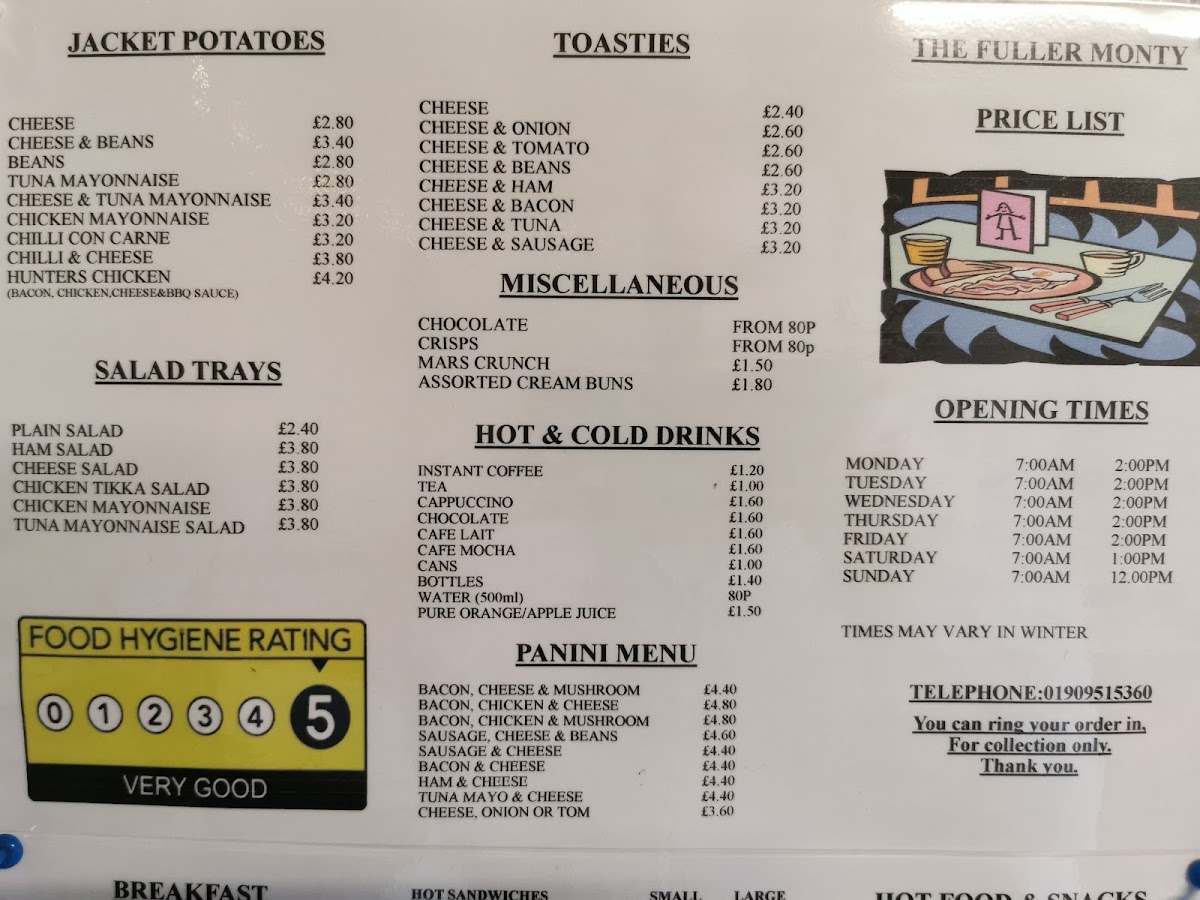 JACKET POTATOES
CHEESE £2.80
CHEESE & BEANS £3.40
BEANS £2.80
TUNA MAYONNAISE £2.80
CHEESE & TUNA MAYONNAISE £3.40
CHICKEN MAYONNAISE £3.20
CHILLI CON CARNE £3.20
CHILLI & CHEESE £3.80
HUNTERS CHICKEN £4.20
(BACON, CHICKEN,CHEESE&BBQ SAUCE)
SALAD TRAYS
PLAIN SALAD £2.40
HAM SALAD £3.80
CHEESE SALAD £3.80
CHICKEN TIKKA SALAD £3.80
CHICKEN MAYONNAISE £3.80
TUNA MAYONNAISE SALAD £3.80
FOOD HYGIENE RATING
0 1 2 3 4 5
VERY GOOD
TOASTIES
CHEESE £2.40
CHEESE & ONION £2.60
CHEESE & TOMATO £2.60
CHEESE & BEANS £2.60
CHEESE & HAM £3.20
CHEESE & BACON £3.20
CHEESE & TUNA £3.20
CHEESE & SAUSAGE £3.20
MISCELLANEOUS
CHOCOLATE FROM 80P
CRISPS FROM 80p
MARS CRUNCH £1.50
ASSORTED CREAM BUNS £1.80
HOT & COLD DRINKS
INSTANT COFFEE £1.20
TEA £1.00
CAPPUCCINO £1.60
CHOCOLATE £1.60
CAFE LAIT £1.60
CAFE MOCHA £1.60
CANS £1.00
BOTTLES £1.40
WATER (500ml) 80P
PURE ORANGE/APPLE JUICE £1.50
PANINI MENU
BACON, CHEESE & MUSHROOM £4.40
BACON, CHICKEN & CHEESE £4.80
BACON, CHICKEN & MUSHROOM £4.80
SAUSAGE, CHEESE & BEANS £4.60
SAUSAGE & CHEESE £4.40
BACON & CHEESE £4.40
HAM & CHEESE £4.40
TUNA MAYO & CHEESE £4.40
CHEESE, ONION OR TOM £3.60
THE FULLER MONTY
PRICE LIST
OPENING TIMES
MONDAY 7:00AM 2:00PM
TUESDAY 7:00AM 2:00PM
WEDNESDAY 7:00AM 2:00PM
THURSDAY 7:00AM 2:00PM
FRIDAY 7:00AM 2:00PM
SATURDAY 7:00AM 1:00PM
SUNDAY 7:00AM 12.00PM
TIMES MAY VARY IN WINTER
TELEPHONE:01909515360
You can ring your order in,
For collection only.
Thank you.
BREAKFAST
HOT SANDWICHES SMALL LARGE
HOT FOOD & SNACKS